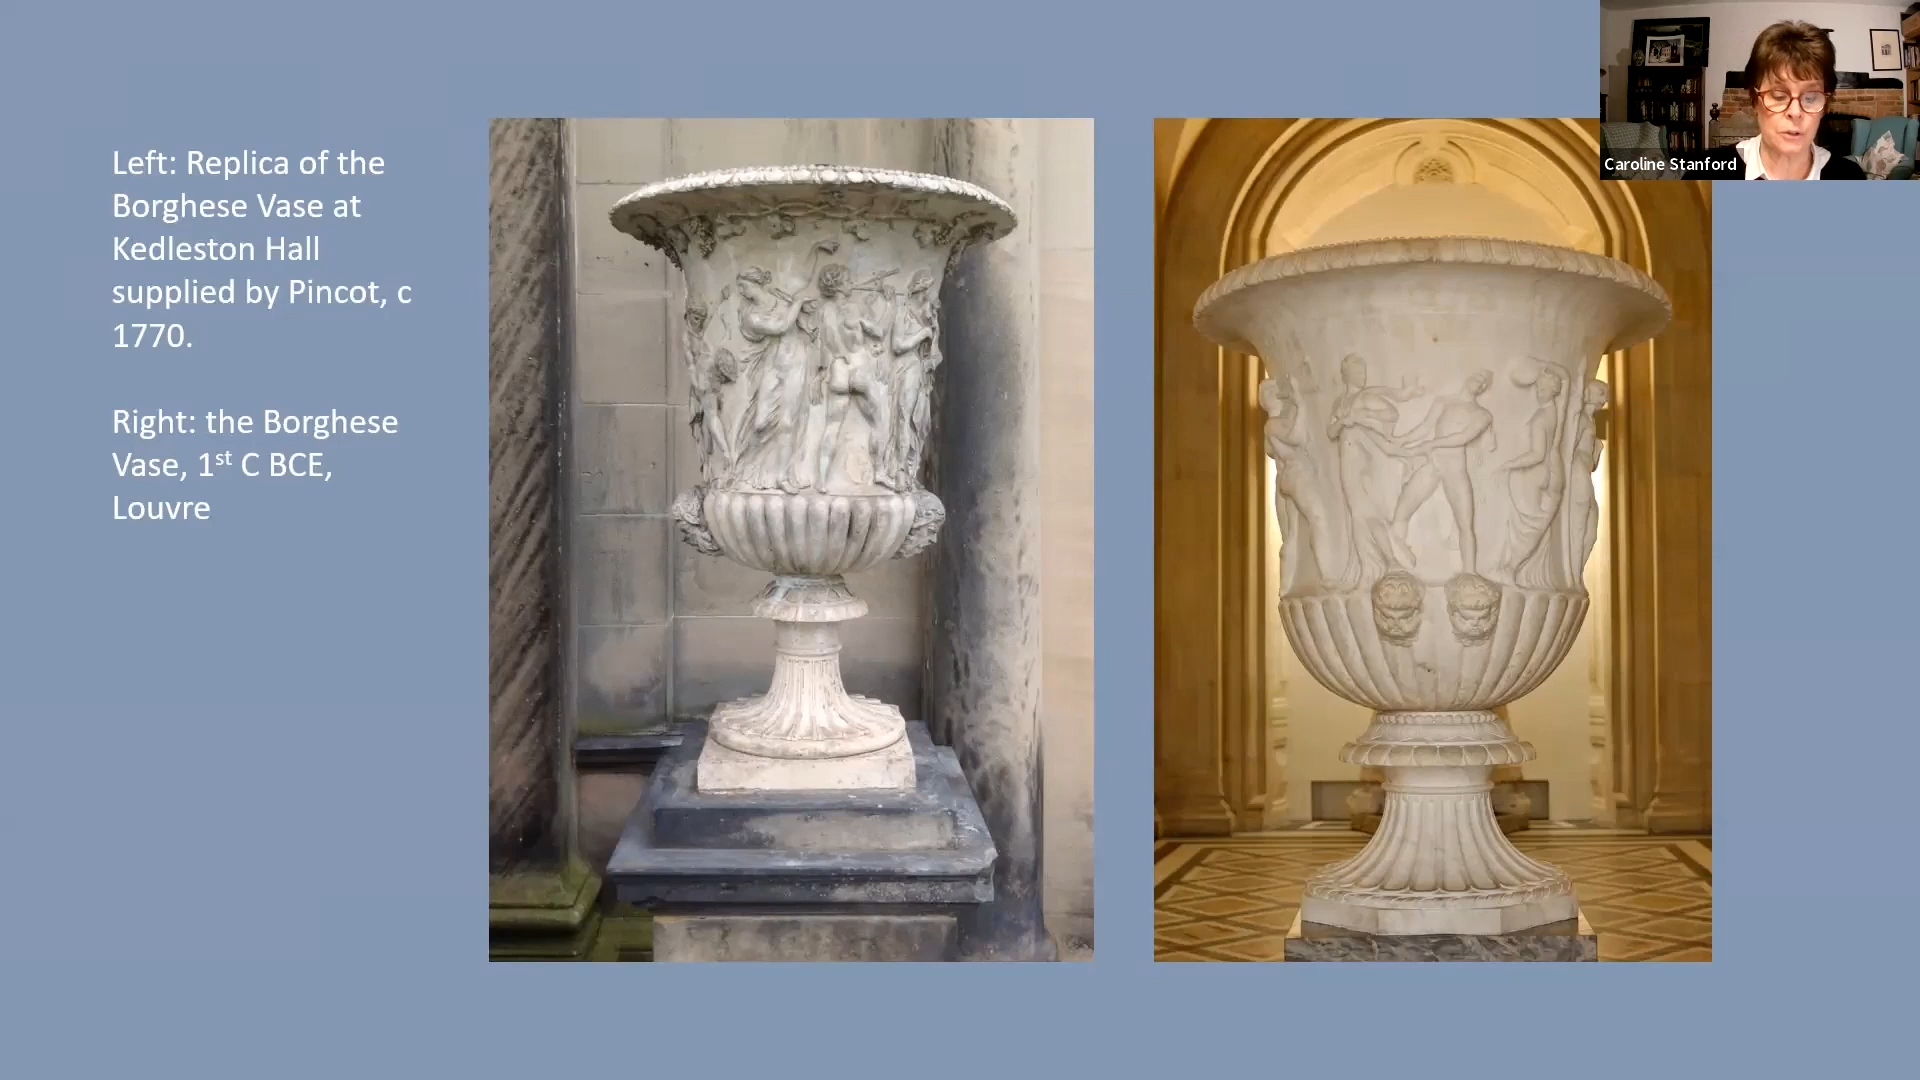 Left: Replica of the
Borghese Vase at
Kedleston Hall
supplied by Pincot, c
1770.
Right: the Borghese
Vase, 1st C BCE,
Louvre
Caroline Stanford